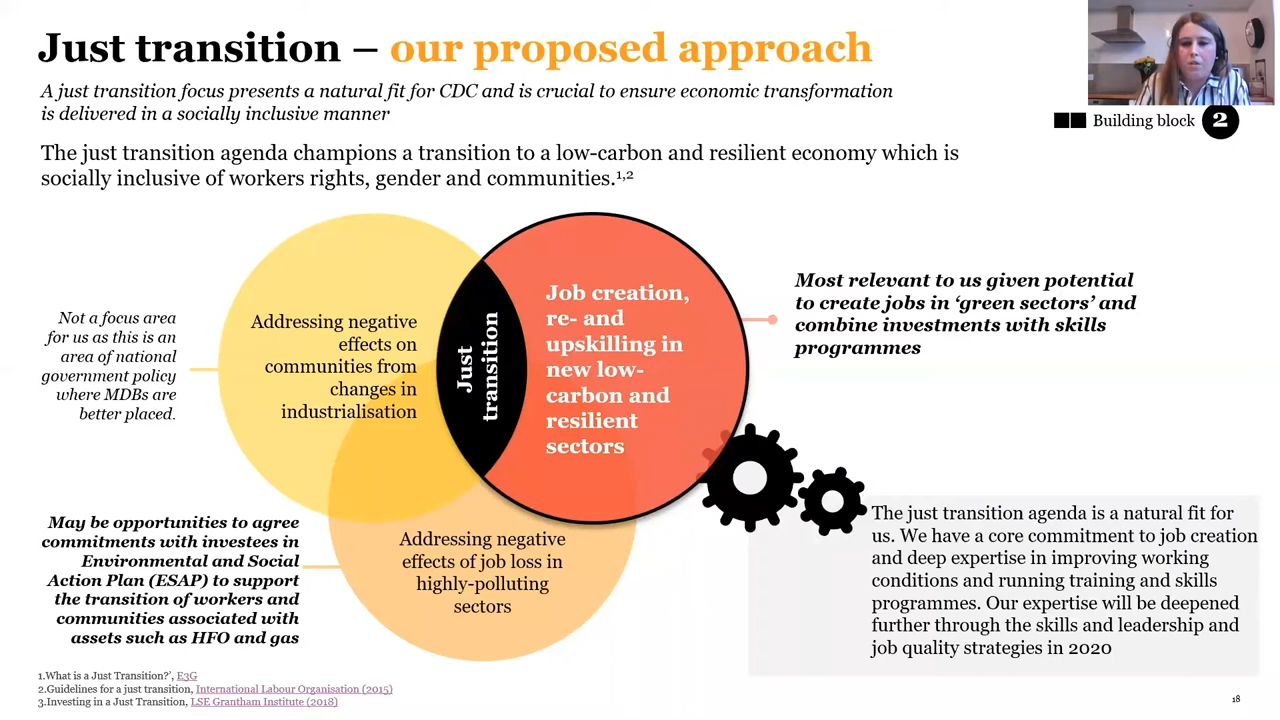 Just transition – our proposed approach
A just transition focus presents a natural fit for CDC and is crucial to ensure economic transformation
is delivered in a socially inclusive manner
Building block 2
The just transition agenda champions a transition to a low-carbon and resilient economy which is
socially inclusive of workers rights, gender and communities.1,2
Not a focus area
for us as this is an
area of national
government policy
where MDBs are
better placed.
Addressing negative
effects on
communities from
changes in
industrialisation
Just
transition
Job creation,
re- and
upskilling in
new low-
carbon and
resilient
sectors
Most relevant to us given potential
to create jobs in ‘green sectors’ and
combine investments with skills
programmes
May be opportunities to agree
commitments with investees in
Environmental and Social
Action Plan (ESAP) to support
the transition of workers and
communities associated with
assets such as HFO and gas
Addressing negative
effects of job loss in
highly-polluting
sectors
The just transition agenda is a natural fit for
us. We have a core commitment to job creation
and deep expertise in improving working
conditions and running training and skills
programmes. Our expertise will be deepened
further through the skills and leadership and
job quality strategies in 2020
1.What is a Just Transition?’, E3G
2.Guidelines for a just transition, International Labour Organisation (2015)
3.Investing in a Just Transition, LSE Grantham Institute (2018)
18